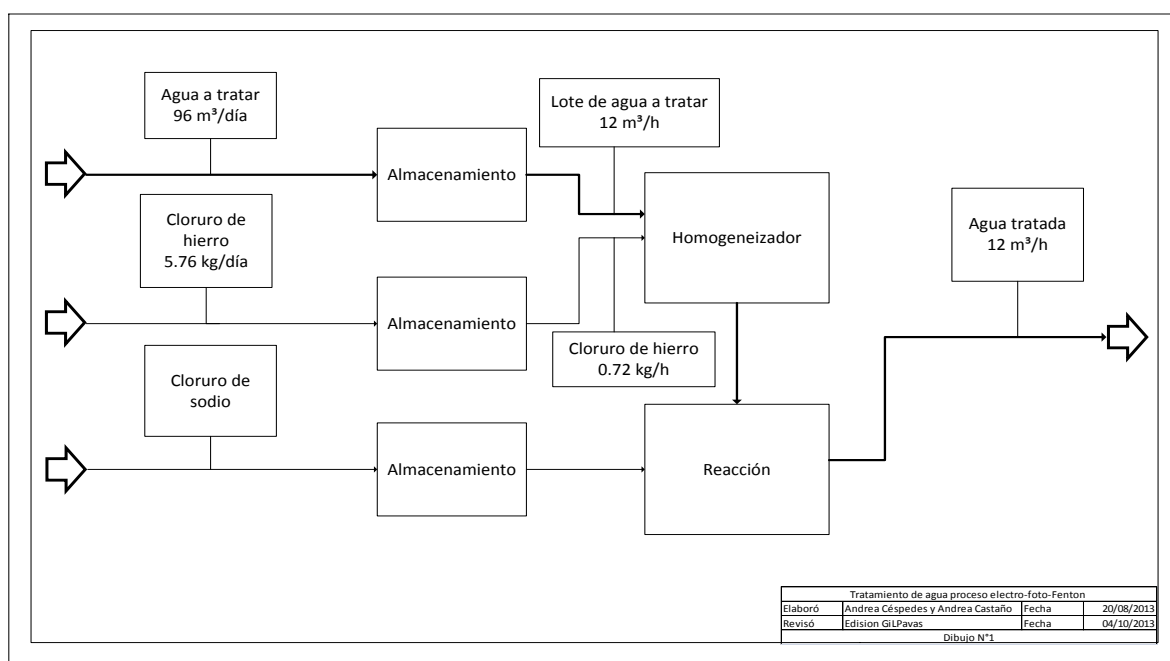 Agua a tratar
96 m³/día
Lote de agua a tratar
12 m³/h
Almacenamiento
Cloruro de
hierro
5.76 kg/día
Homogeneizador
Agua tratada
12 m³/h
Almacenamiento
Cloruro de hierro
0.72 kg/h
Cloruro de
sodio
Almacenamiento
Reacción
Tratamiento de agua proceso electro-foto-Fenton
Elaboró Andrea Céspedes y Andrea Castaño Fecha 20/08/2013
Revisó Edision GiLPavas Fecha 04/10/2013
Dibujo N°1